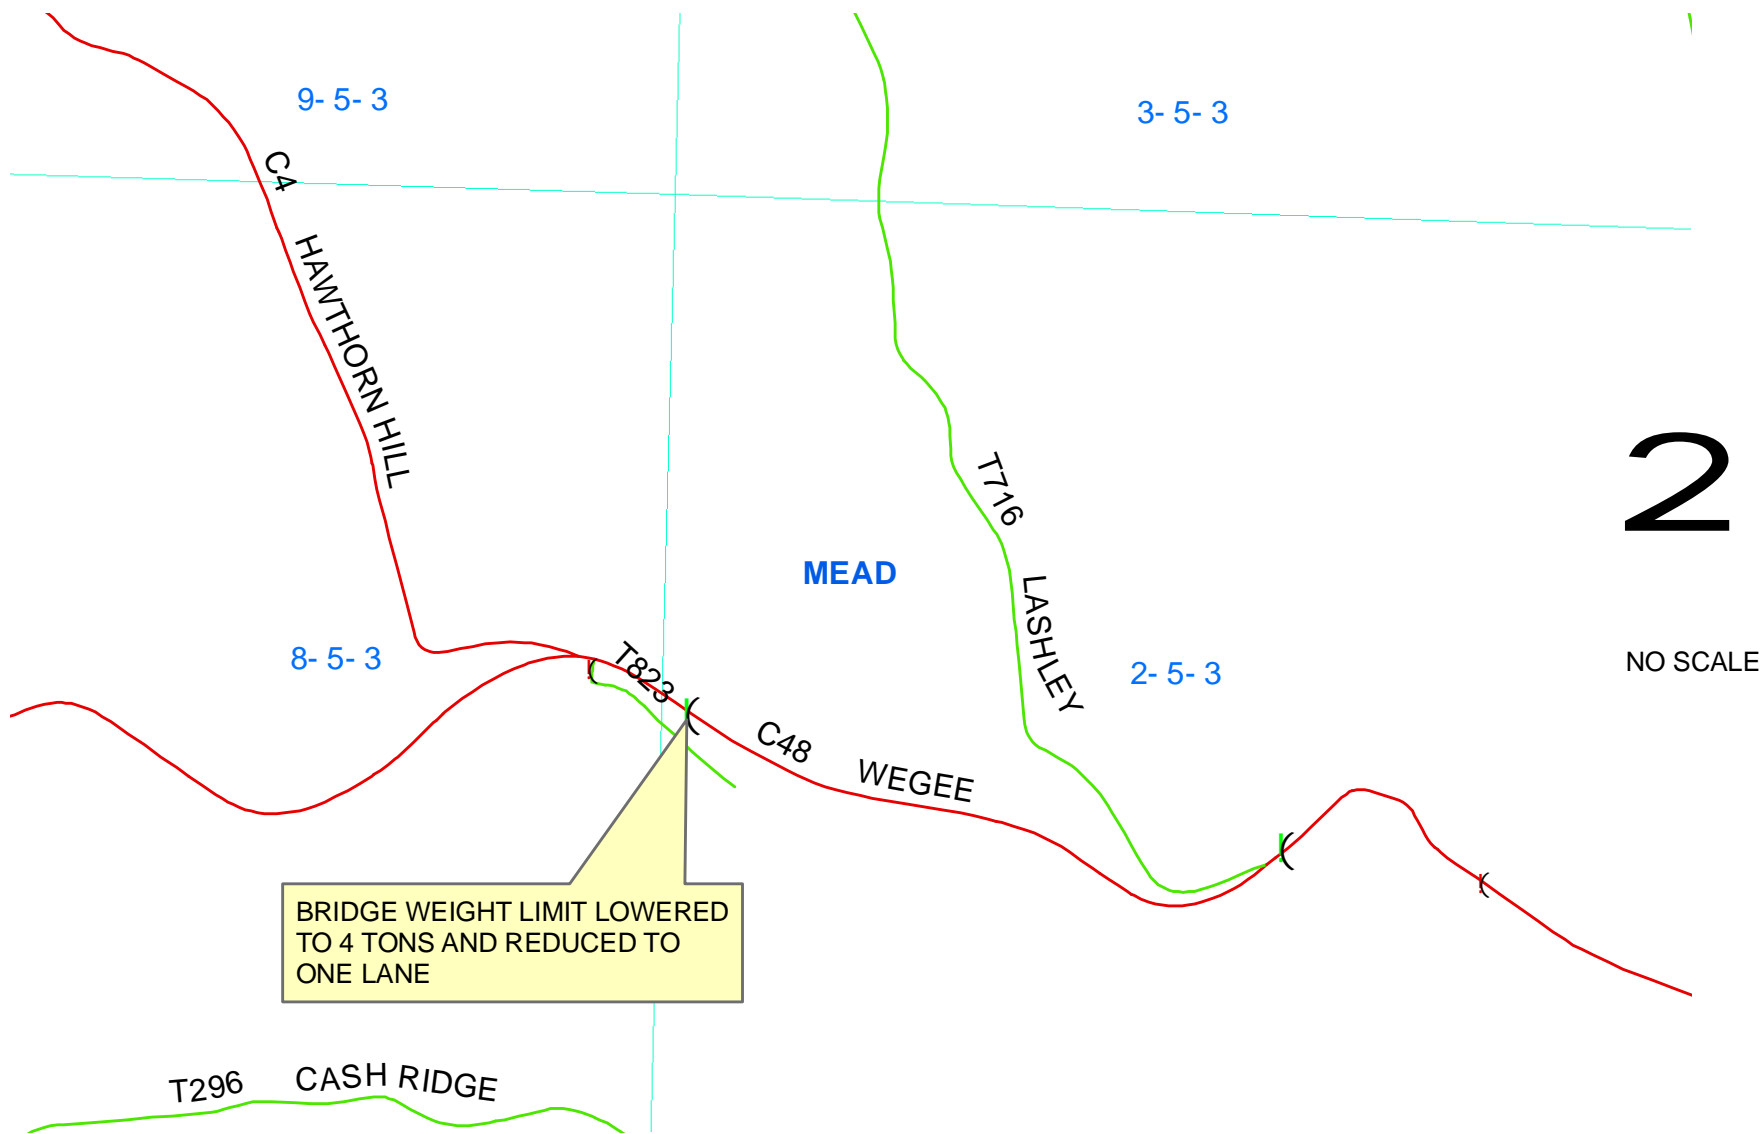 9- 5- 3
3- 5- 3
C4
HAWTHORN HILL
T716
2
MEAD
LASHLEY
8- 5- 3
T823
2- 5- 3
NO SCALE
C48
WEGEE
BRIDGE WEIGHT LIMIT LOWERED
TO 4 TONS AND REDUCED TO
ONE LANE
T296
CASH RIDGE